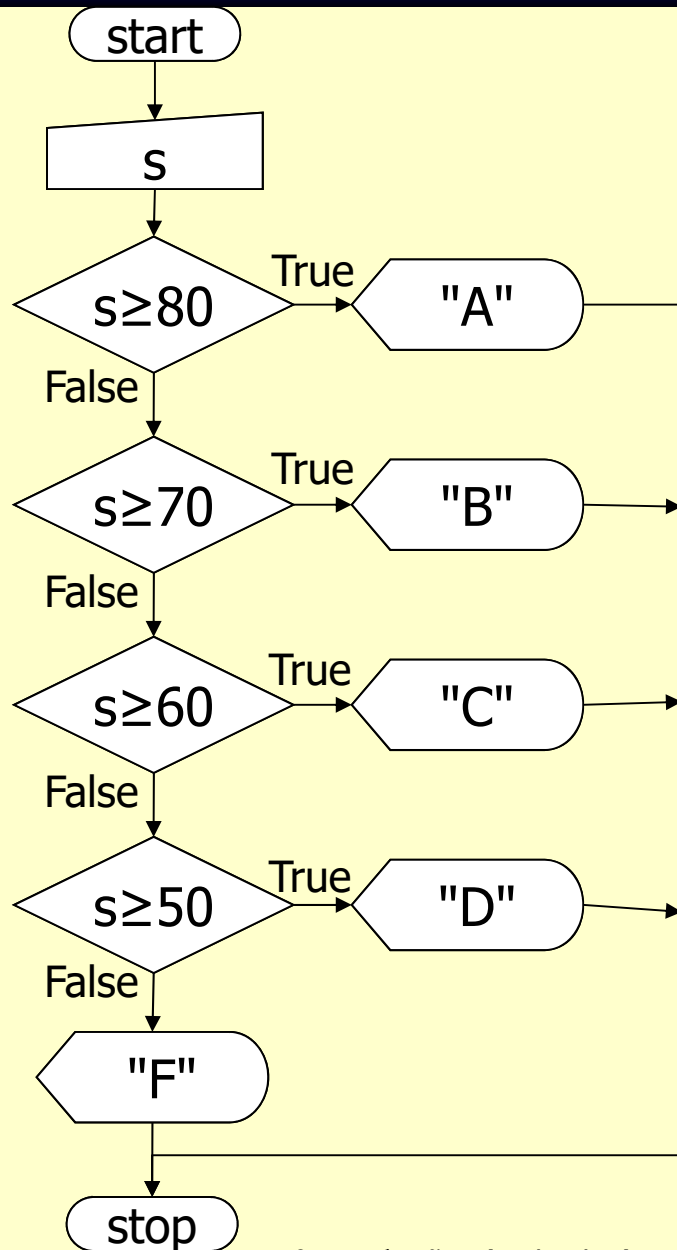 start
s
s≥80
True
"A"
False
s≥70
True
"B"
False
s≥60
True
"C"
False
s≥50
True
"D"
False
"F"
stop